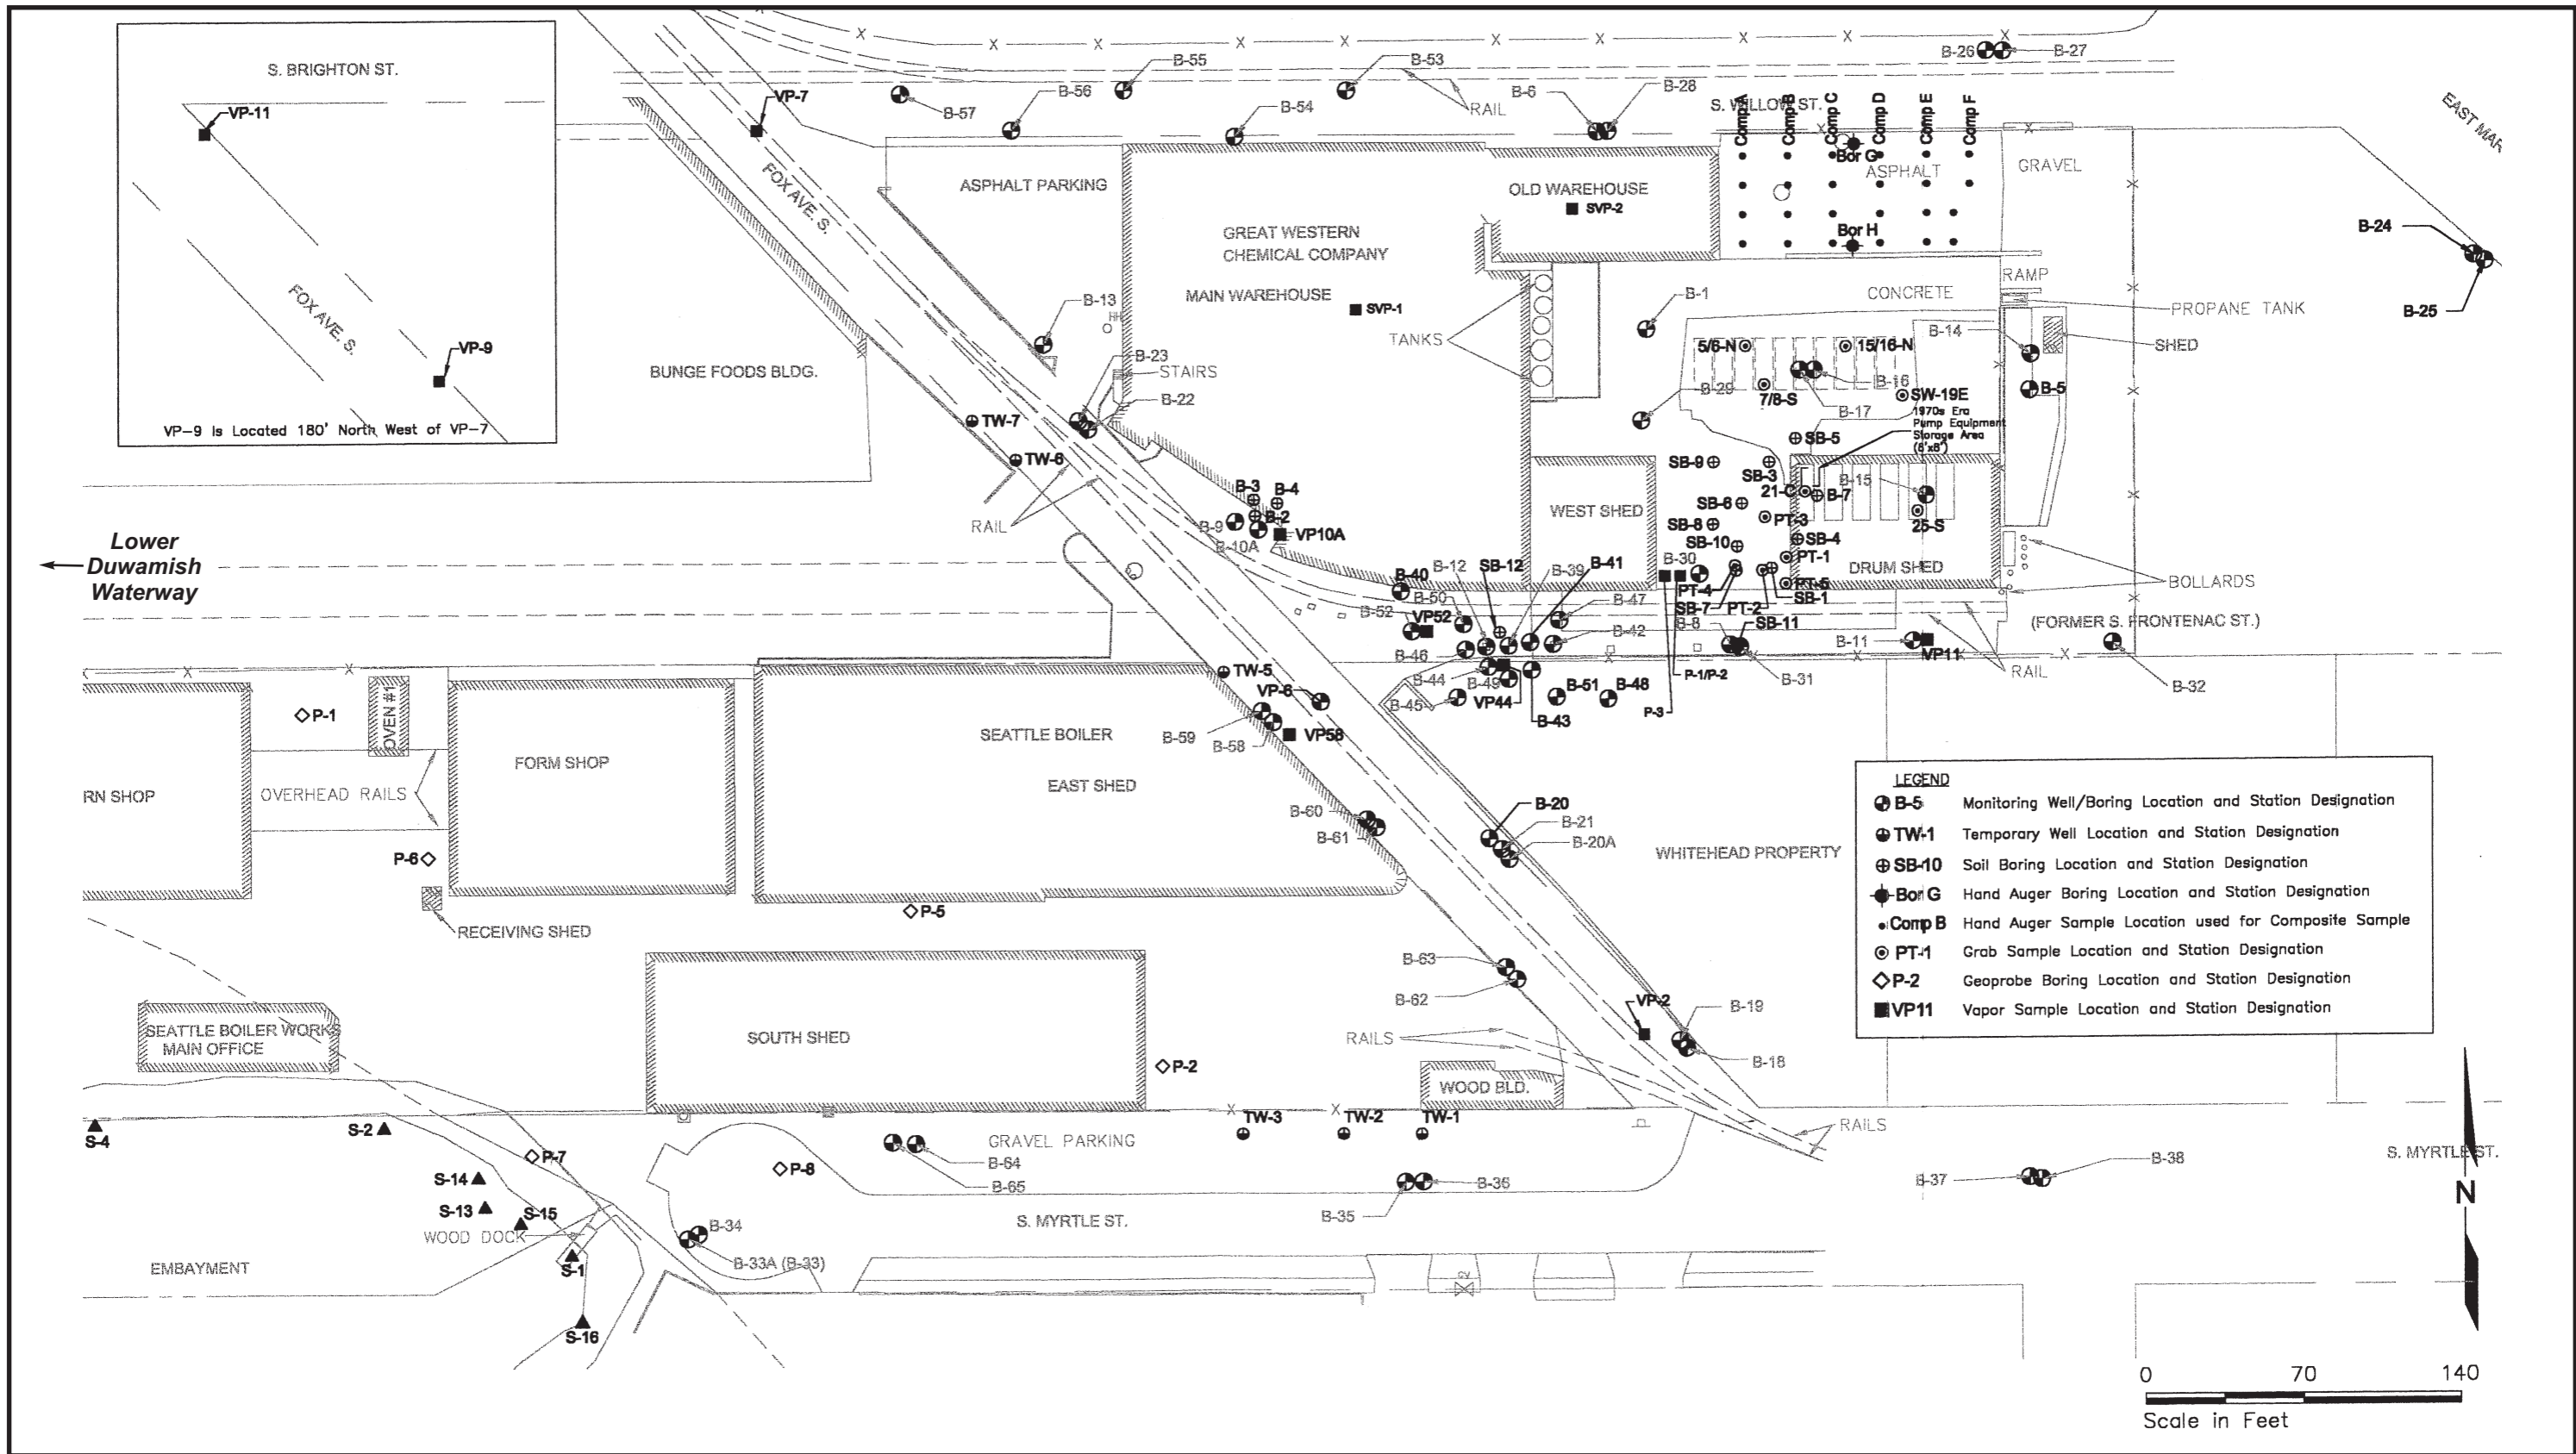 S. BRIGHTON ST.
VP-11
FOX AVE. S.
VP-9
VP-9 Is Located 180' North West of VP-7
VP-7
B-57
B-56
B-55
B-54
B-53
RAIL
B-6
B-28
S. WILLOW ST.
B-26
B-27
EAST MAR
Comp A
Comp B
Comp C
Comp D
Comp E
Comp F
Bor G
ASPHALT
GRAVEL
Bor H
FOX AVE. S.
ASPHALT PARKING
OLD WAREHOUSE
SVP-2
GREAT WESTERN
CHEMICAL COMPANY
MAIN WAREHOUSE
SVP-1
TANKS
B-24
B-25
RAMP
CONCRETE
PROPANE TANK
B-1
B-14
SHED
B-13
HH
B-23
STAIRS
B-22
BUNGE FOODS BLDG.
5/6-N
15/16-N
B-29
7/8-S
B-16
B-17
B-5
SW-19E
1970s Era
Pump Equipment
Storage Area
(8'x8')
TW-7
TW-6
SB-5
SB-9
SB-3
21-C
B-7
B-15
B-3
B-4
B-2
B-9
B-10A
VP10A
RAIL
WEST SHED
SB-6
SB-8
PT-3
25-S
SB-10
SB-4
PT-1
DRUM SHED
Lower
Duwamish
Waterway
B-40
B-12
SB-12
B-39
B-41
B-30
PT-4
PT-5
SB-7
PT-2
SB-1
BOLLARDS
B-50
B-52
VP52
B-47
B-42
B-8
SB-11
B-11
VP11
(FORMER S. FRONTENAC ST.)
B-46
B-44
B-49
P-1/P-2
B-31
RAIL
B-32
B-45
VP44
B-43
B-51
B-48
P-3
TW-5
VP-6
B-59
B-58
VP58
P-1
OVEN #1
RN SHOP
OVERHEAD RAILS
FORM SHOP
SEATTLE BOILER
EAST SHED
B-60
B-61
P-6
RECEIVING SHED
P-5
B-20
B-21
B-20A
WHITEHEAD PROPERTY
LEGEND
B-5 Monitoring Well/Boring Location and Station Designation
TW-1 Temporary Well Location and Station Designation
SB-10 Soil Boring Location and Station Designation
Bor G Hand Auger Boring Location and Station Designation
Comp B Hand Auger Sample Location used for Composite Sample
PT-1 Grab Sample Location and Station Designation
P-2 Geoprobe Boring Location and Station Designation
VP11 Vapor Sample Location and Station Designation
SEATTLE BOILER WORKS
MAIN OFFICE
SOUTH SHED
P-2
B-63
B-62
RAILS
VP-2
B-19
B-18
WOOD BLD.
TW-3
TW-2
TW-1
RAILS
S-4
S-2
P-7
S-14
S-13
S-15
WOOD DOCK
S-1
S-16
EMBAYMENT
P-8
GRAVEL PARKING
B-64
B-65
B-34
B-33A (B-33)
S. MYRTLE ST.
B-36
B-35
B-37
B-38
S. MYRTLE ST.
N
0 70 140
Scale in Feet